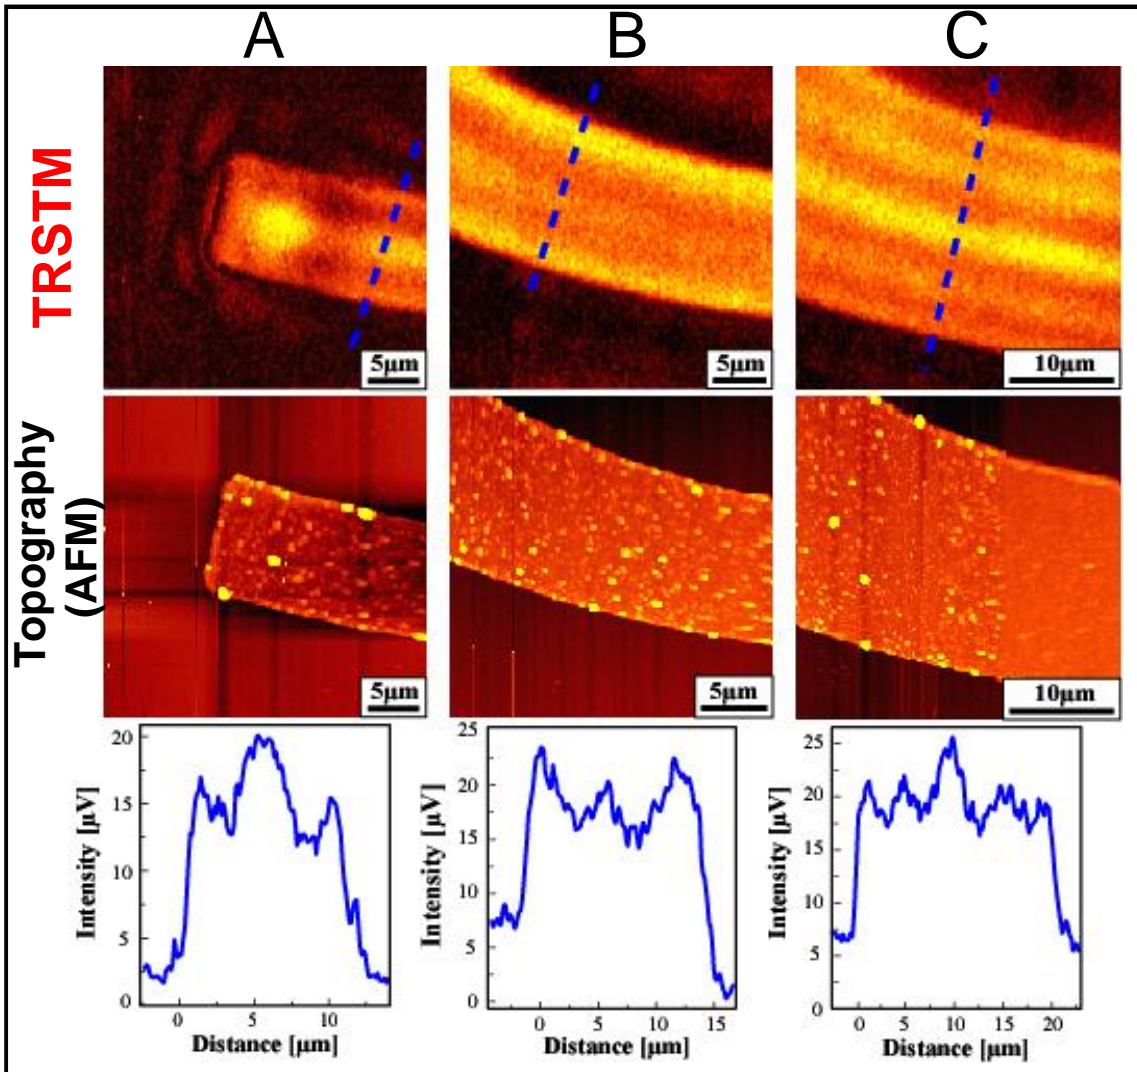 A B C
TRSTM
5μm 5μm 10μm
Topography
(AFM)
5μm 5μm 10μm
Intensity [μV]
20
15
10
5
0
0 5 10
Distance [μm]
Intensity [μV]
25
20
15
10
5
0
0 5 10 15
Distance [μm]
Intensity [μV]
25
20
15
10
5
0
0 5 10 15 20
Distance [μm]